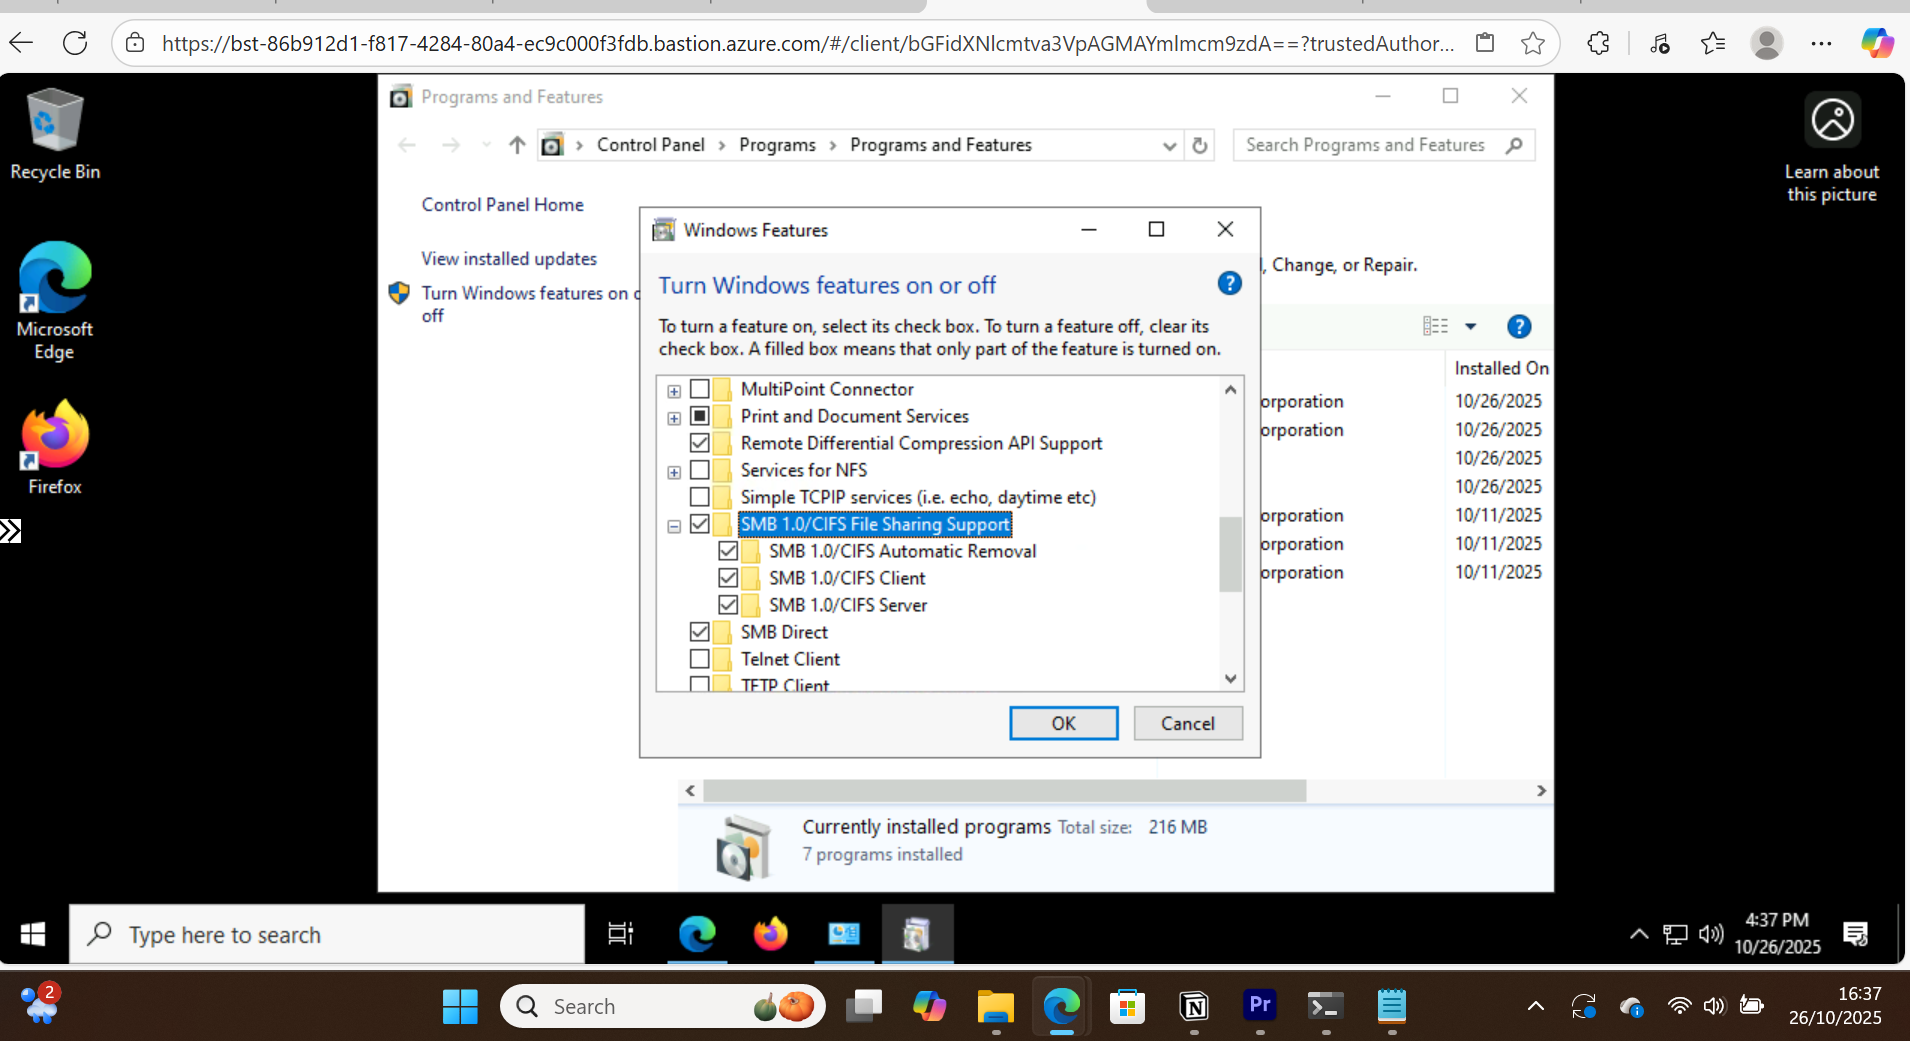 https://bst-86b912d1-f817-4284-80a4-ec9c000f3fdb.bastion.azure.com/#/client/bGFidXNlcmtva3VpAGMAYmlmcm9zdA==?trustedAuthor...
Recycle Bin
Microsoft
Edge
Firefox
Learn about
this picture
Programs and Features
Control Panel > Programs > Programs and Features
Search Programs and Features
Control Panel Home
View installed updates
Turn Windows features on o
off
, Change, or Repair.
Installed On
orporation 10/26/2025
orporation 10/26/2025
10/26/2025
10/26/2025
orporation 10/11/2025
orporation 10/11/2025
orporation 10/11/2025
Windows Features
Turn Windows features on or off
To turn a feature on, select its check box. To turn a feature off, clear its
check box. A filled box means that only part of the feature is turned on.
MultiPoint Connector
Print and Document Services
Remote Differential Compression API Support
Services for NFS
Simple TCPIP services (i.e. echo, daytime etc)
SMB 1.0/CIFS File Sharing Support
SMB 1.0/CIFS Automatic Removal
SMB 1.0/CIFS Client
SMB 1.0/CIFS Server
SMB Direct
Telnet Client
TFTP Client
OK
Cancel
Currently installed programs Total size: 216 MB
7 programs installed
Type here to search
4:37 PM
10/26/2025
2
Search
Pr
16:37
26/10/2025